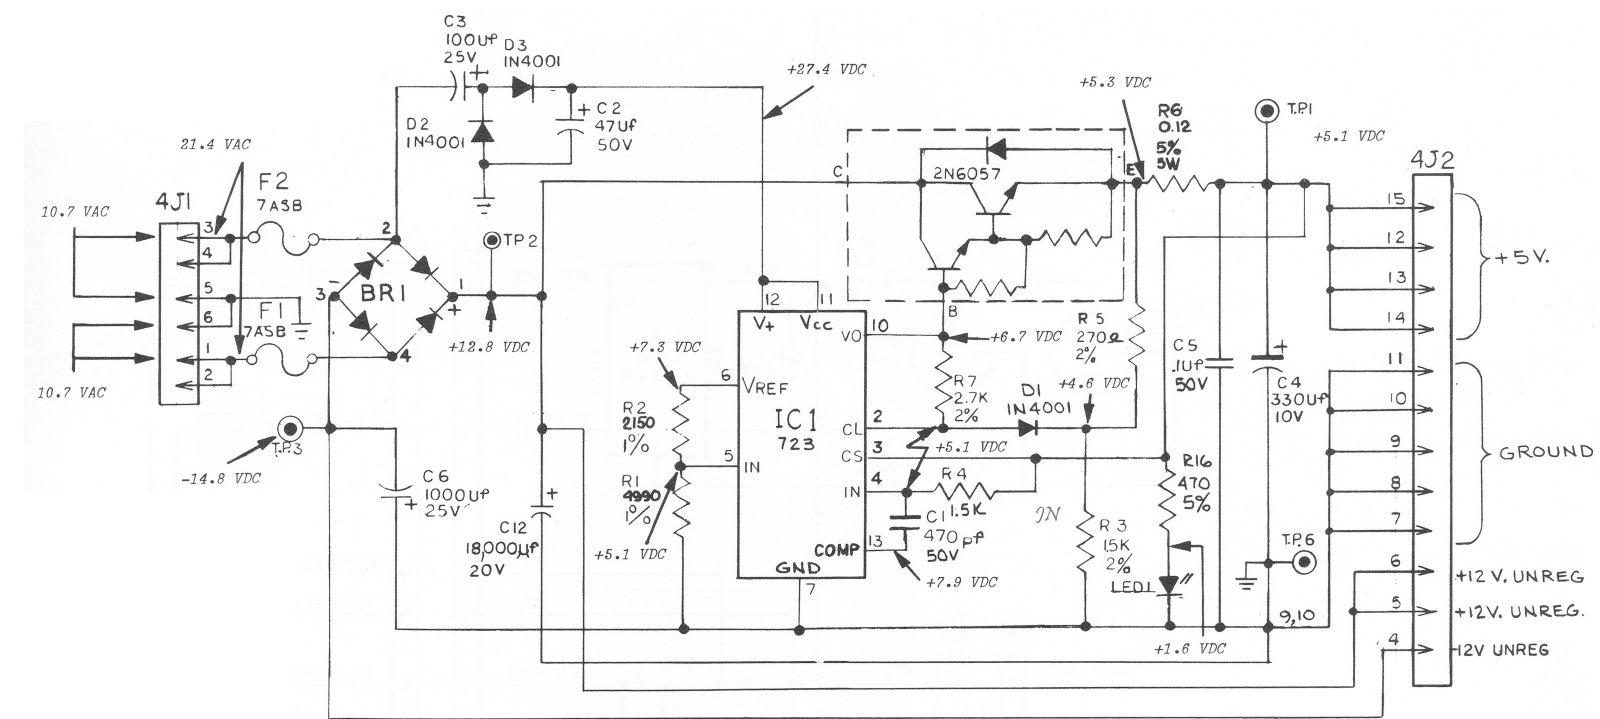 C3
100Uf
25V
+
D3
1N4001
+27.4 VDC
+5.3 VDC
R6
0.12
5%
5W
T.P.1
+5.1 VDC
D2
1N4001
+ C2
47Uf
50V
21.4 VAC
F2
7ASB
4J1
10.7 VAC
3
4
5
6
1
2
F1
7ASB
10.7 VAC
2
3
-
BR1
1
+
4
TP2
+12.8 VDC
C
2N6057
E
B
4J2
15
12
13
14
+5V.
12
11
V+
Vcc
VO
10
+6.7 VDC
R5
270Ω
2%
C5
.1Uf
50V
+
C4
330Uf
10V
+7.3 VDC
6
VREF
R2
2150
1%
IC1
723
R7
2.7K
2%
D1
1N4001
+4.6 VDC
CL
2
CS
3
+5.1 VDC
5
IN
IN
4
R4
1.5K
JN
R16
470
5%
T.P.3
-14.8 VDC
C6
1000Uf
25V
+
R1
4990
1%
+5.1 VDC
+
C12
18,000μf
20V
C1
470pf
50V
COMP
13
+7.9 VDC
GND
7
R3
15K
2%
LED1
+1.6 VDC
T.P.6
9,10
11
10
9
8
7
GROUND
6
+12 V. UNREG
5
+12V. UNREG.
4
-12V UNREG